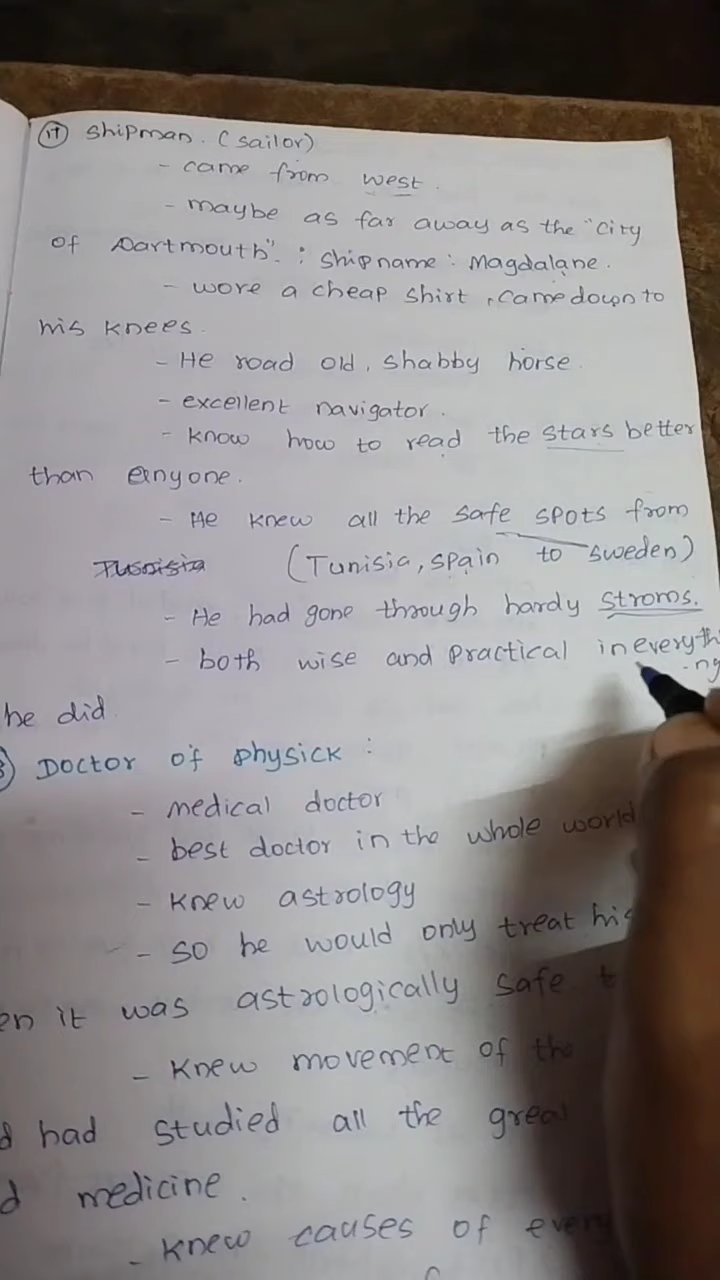 17 Shipman. (Sailor)
- came from west.
- maybe as far away as the "City
of Dartmouth". : Shipname : Magdalane.
- wore a cheap shirt, came down to
his knees.
- He road old, shabby horse.
- excellent navigator.
- know how to read the stars better
than anyone.
- He knew all the safe spots from
(Tunisia, Spain to Sweden)
- He had gone through hardy stroms.
- both wise and practical in everything
he did
Doctor of physick :
- medical doctor
- best doctor in the whole world
- knew astrology
- so he would only treat his
it was astrologically safe
- knew movement of the
had studied all the
medicine.
- knew causes of